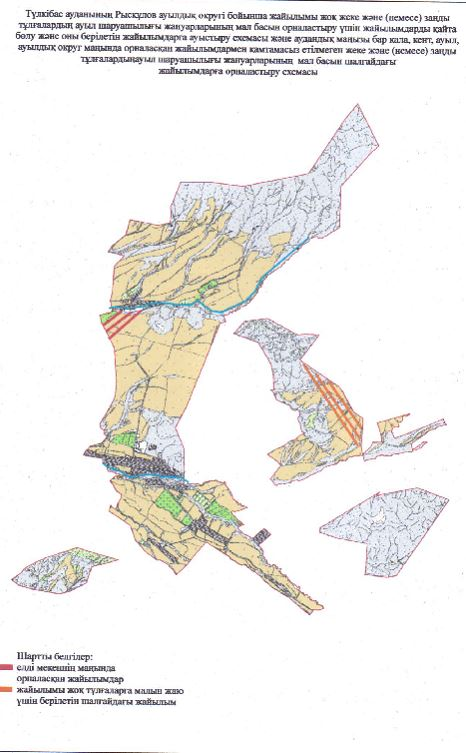 Түлкібас ауданының Рысқұлов ауылдық округі бойынша жайылымы жоқ жеке және (немесе) заңды
тұлғалардың ауыл шаруашылығы жануарларының мал басын орналастыру үшін жайылымдарды қайта
бөлу және оны берілетін жайылымдарға ауыстыру схемасы және аудандық маңызы бар қала, кент, ауыл,
ауылдық округ маңында орналасқан жайылымдармен қамтамасыз етілмеген жеке және (немесе) заңды
тұлғалардыңауыл шаруашылығы жануарларының мал басын шалғайдағы
жайылымдарға орналастыру схемасы
Шартты белгілер:
елді мекеннің маңында
орналасқан жайылымдар
жайылымы жоқ тұлғаларға малын жаю
үшін берілетін шалғайдағы жайылым